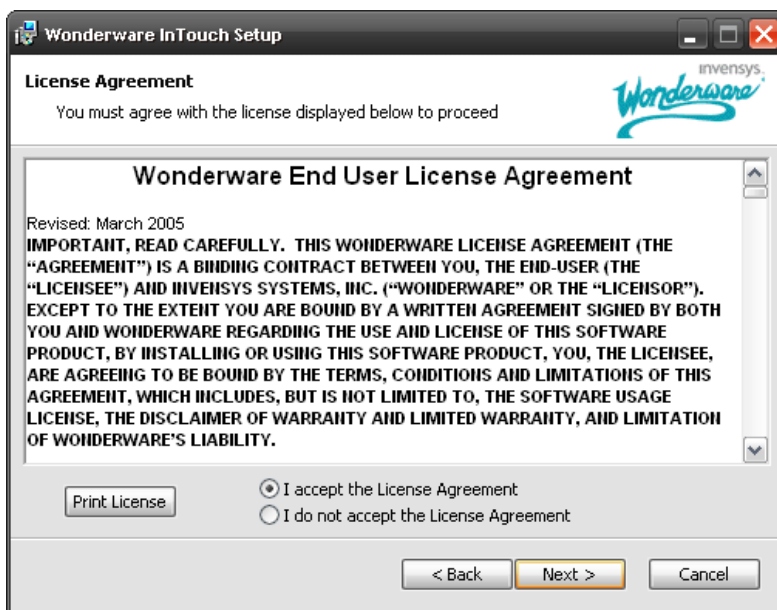 Wonderware InTouch Setup
License Agreement
You must agree with the license displayed below to proceed
invensys.
Wonderware
Wonderware End User License Agreement
Revised: March 2005
IMPORTANT, READ CAREFULLY.  THIS WONDERWARE LICENSE AGREEMENT (THE
“AGREEMENT”) IS A BINDING CONTRACT BETWEEN YOU, THE END-USER (THE
“LICENSEE”) AND INVENSYS SYSTEMS, INC. (“WONDERWARE” OR THE “LICENSOR”).
EXCEPT TO THE EXTENT YOU ARE BOUND BY A WRITTEN AGREEMENT SIGNED BY BOTH
YOU AND WONDERWARE REGARDING THE USE AND LICENSE OF THIS SOFTWARE
PRODUCT, BY INSTALLING OR USING THIS SOFTWARE PRODUCT, YOU, THE LICENSEE,
ARE AGREEING TO BE BOUND BY THE TERMS, CONDITIONS AND LIMITATIONS OF THIS
AGREEMENT, WHICH INCLUDES, BUT IS NOT LIMITED TO, THE SOFTWARE USAGE
LICENSE, THE DISCLAIMER OF WARRANTY AND LIMITED WARRANTY, AND LIMITATION
OF WONDERWARE’S LIABILITY.
Print License
I accept the License Agreement
I do not accept the License Agreement
< Back
Next >
Cancel